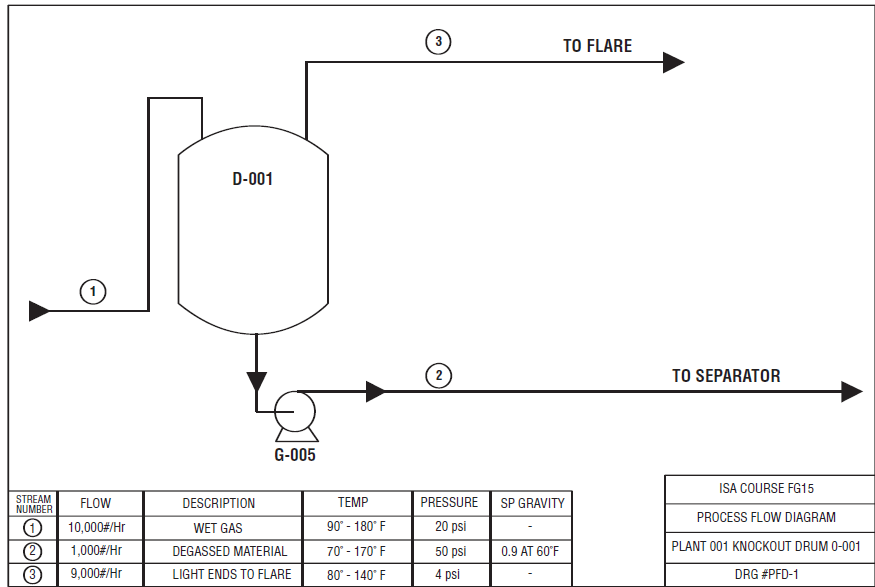 3
TO FLARE
D-001
1
2
TO SEPARATOR
G-005
STREAM NUMBER FLOW DESCRIPTION TEMP PRESSURE SP GRAVITY
1 10,000#/Hr WET GAS 90° - 180° F 20 psi -
2 1,000#/Hr DEGASSED MATERIAL 70° - 170° F 50 psi 0.9 AT 60°F
3 9,000#/Hr LIGHT ENDS TO FLARE 80° - 140° F 4 psi -
ISA COURSE FG15
PROCESS FLOW DIAGRAM
PLANT 001 KNOCKOUT DRUM 0-001
DRG #PFD-1